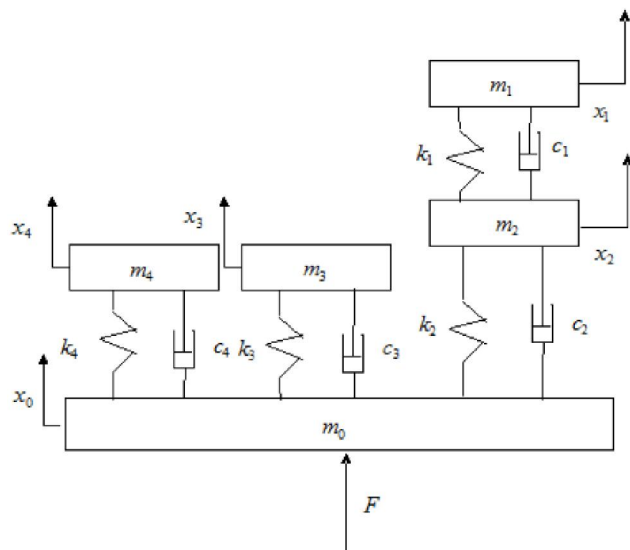 m₁
x₁
k₁
c₁
x₄
x₃
m₂
x₂
m₄
m₃
k₄
c₄
k₃
c₃
k₂
c₂
x₀
m₀
F